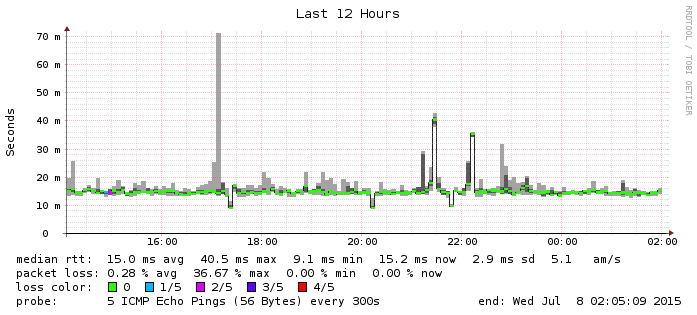 Last 12 Hours
RRDTOOL / TOBI OETIKER
Seconds
70 m
60 m
50 m
40 m
30 m
20 m
10 m
0
16:00 18:00 20:00 22:00 00:00 02:00
median rtt: 15.0 ms avg 40.5 ms max 9.1 ms min 15.2 ms now 2.9 ms sd 5.1 am/s
packet loss: 0.28 % avg 36.67 % max 0.00 % min 0.00 % now
loss color: 0 1/5 2/5 3/5 4/5
probe: 5 ICMP Echo Pings (56 Bytes) every 300s end: Wed Jul 8 02:05:09 2015